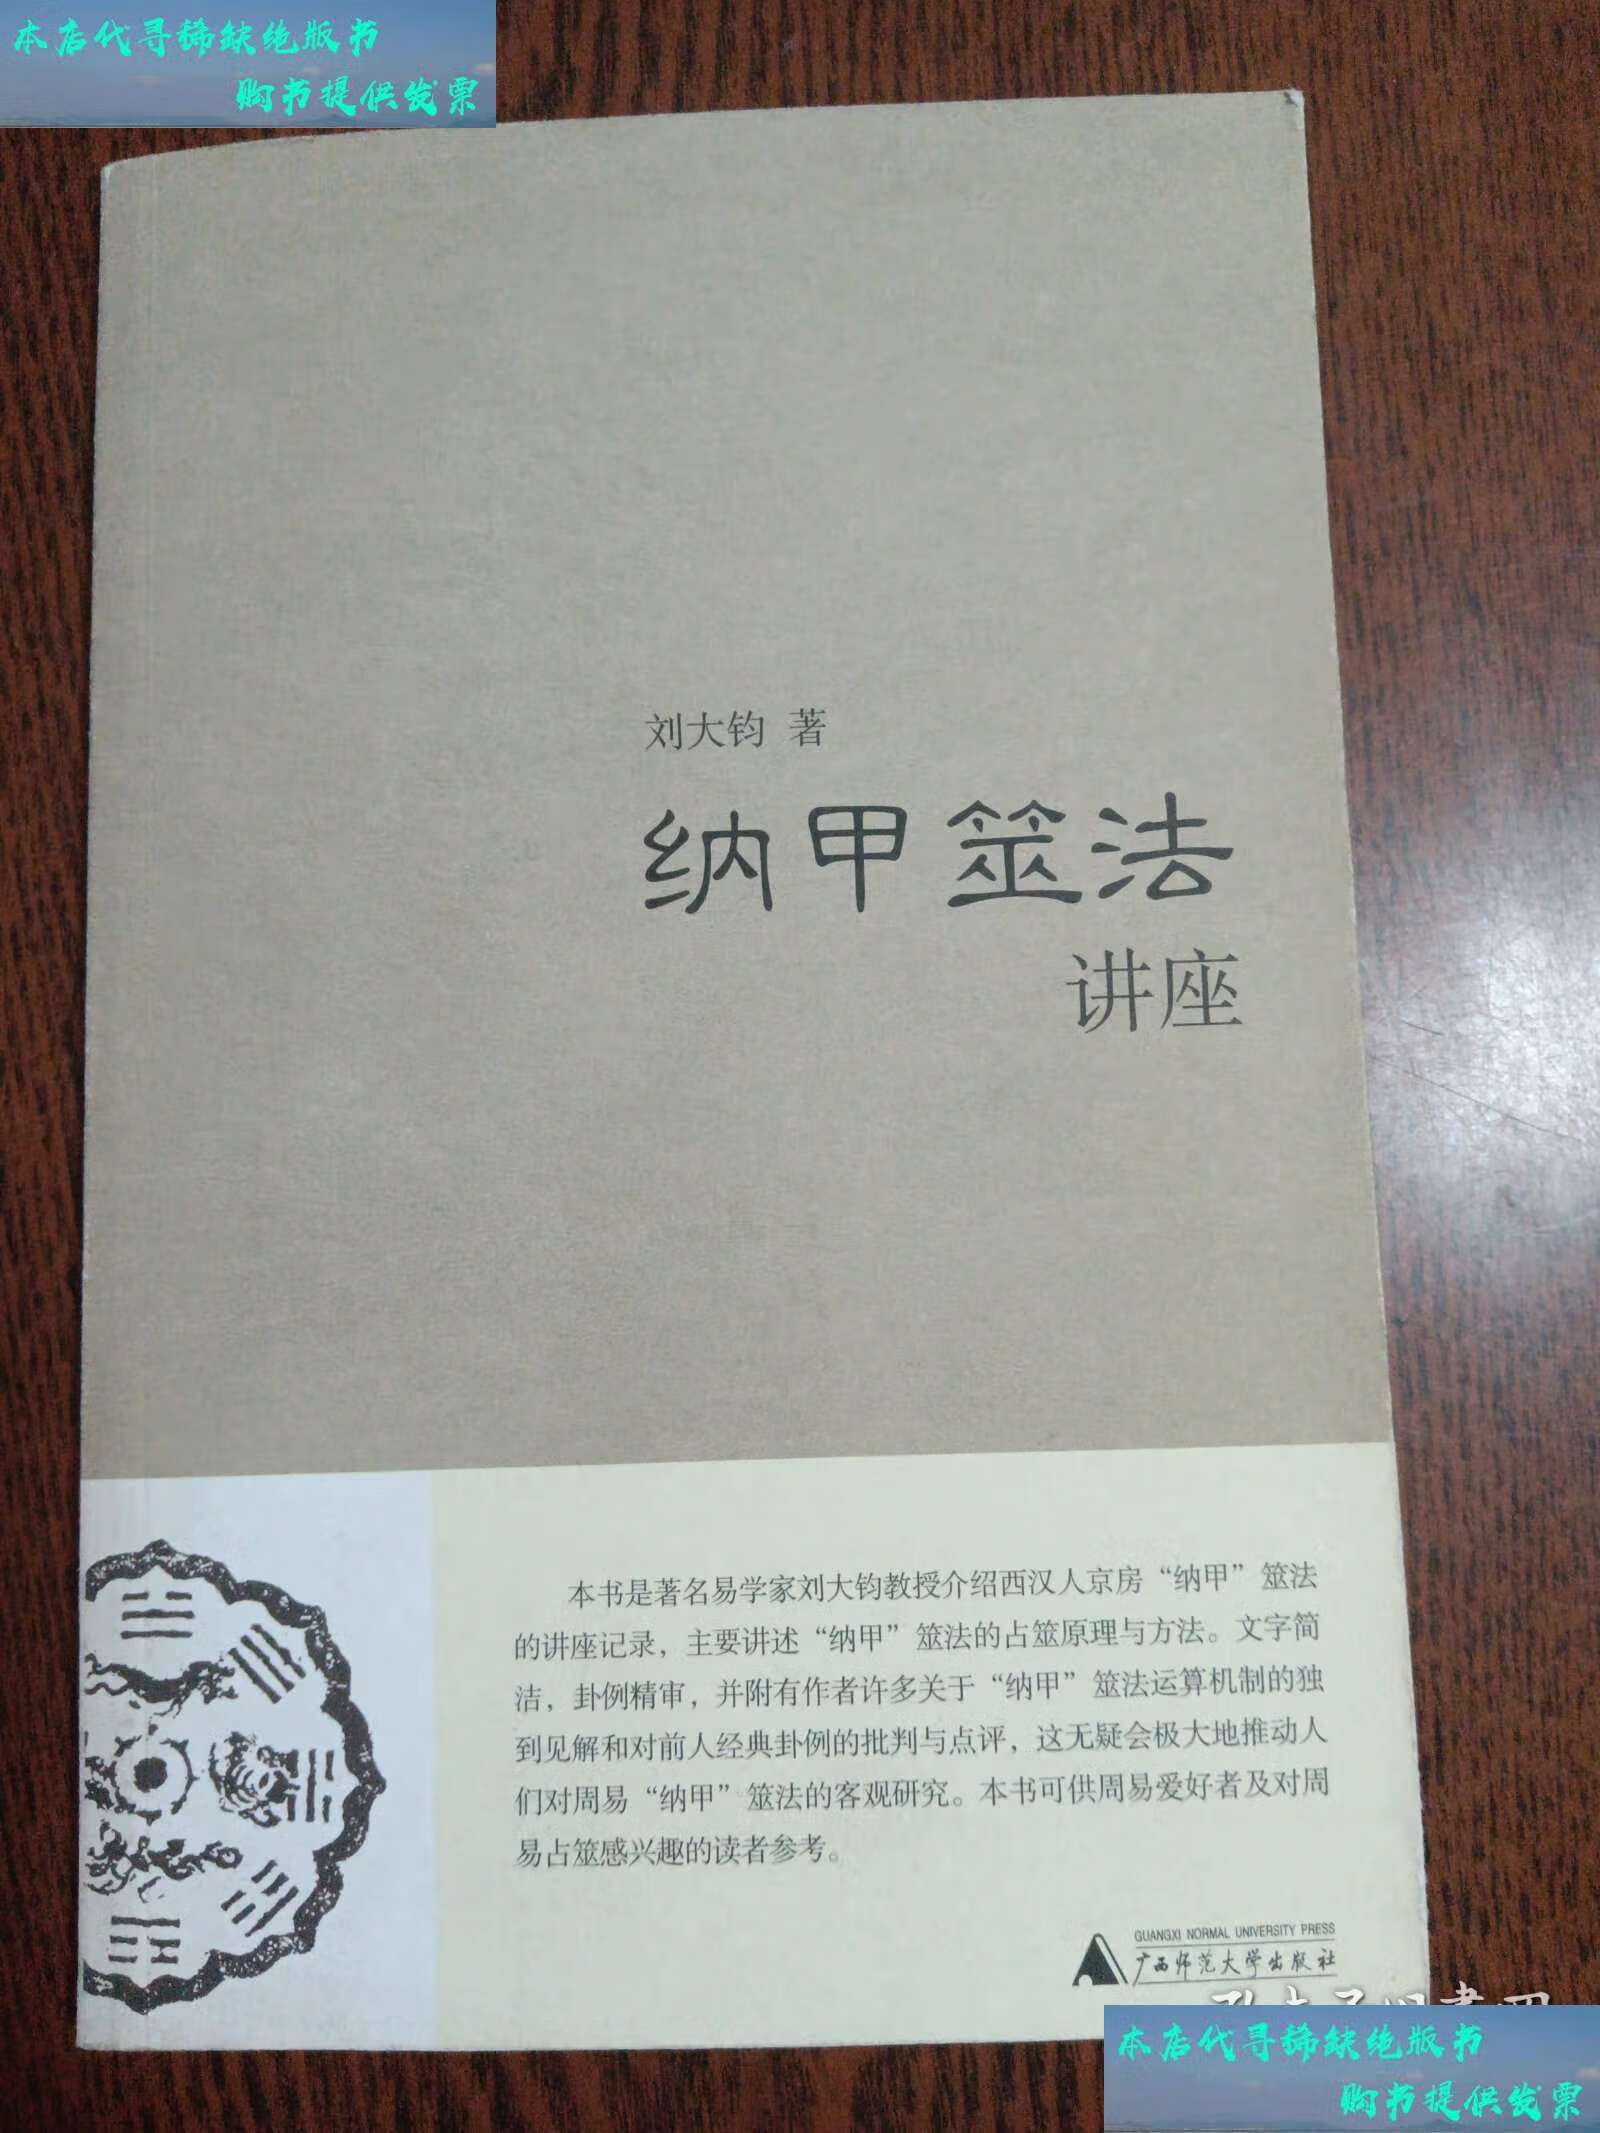 本店代寻稀缺绝版书
购书提供发票
刘大钧 著
纳甲筮法
讲座
本书是著名易学家刘大钧教授介绍西汉人京房“纳甲”筮法
的讲座记录，主要讲述“纳甲”筮法的占筮原理与方法。文字简
洁，卦例精审，并附有作者许多关于“纳甲”筮法运算机制的独
到见解和对前人经典卦例的批判与点评，这无疑会极大地推动人
们对周易“纳甲”筮法的客观研究。本书可供周易爱好者及对周
易占筮感兴趣的读者参考。
GUANGXI NORMAL UNIVERSITY PRESS
广西师范大学出版社
本店代寻稀缺绝版书
购书提供发票